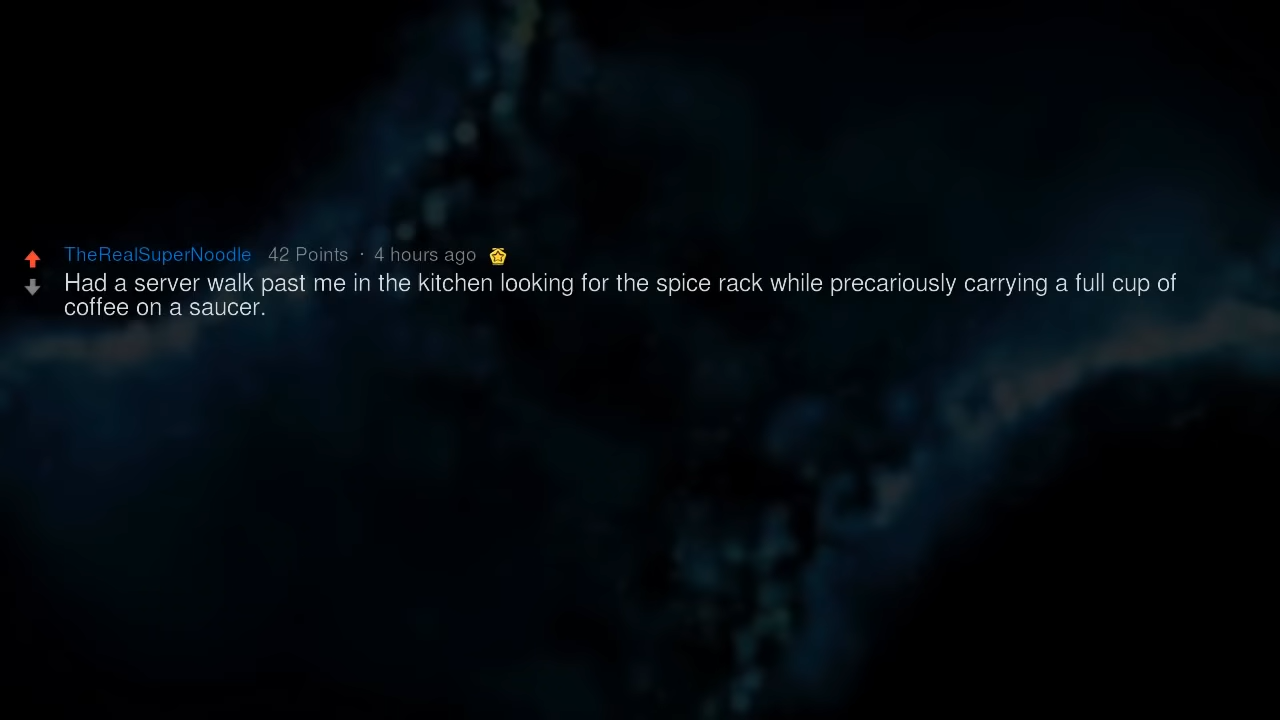 TheRealSuperNoodle 42 Points · 4 hours ago
Had a server walk past me in the kitchen looking for the spice rack while precariously carrying a full cup of
coffee on a saucer.